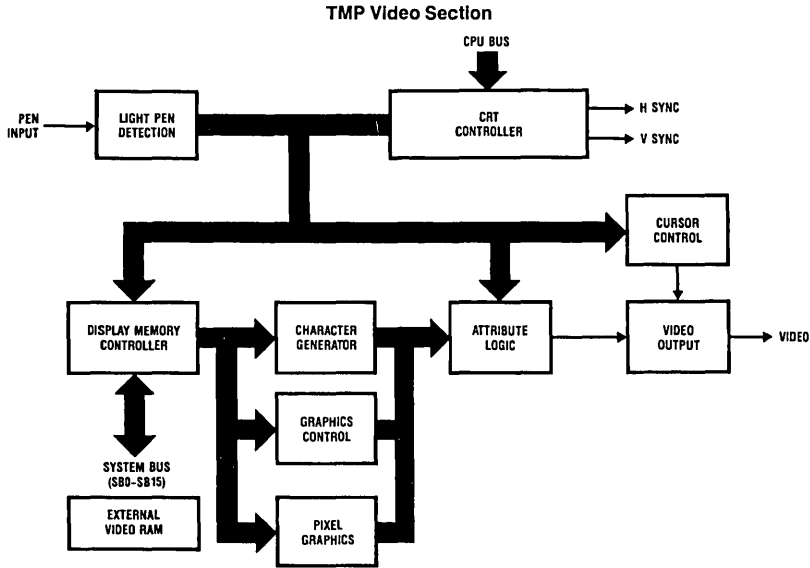 TMP Video Section
CPU BUS
PEN
INPUT
LIGHT PEN
DETECTION
CRT
CONTROLLER
H SYNC
V SYNC
CURSOR
CONTROL
DISPLAY MEMORY
CONTROLLER
CHARACTER
GENERATOR
ATTRIBUTE
LOGIC
VIDEO
OUTPUT
VIDEO
GRAPHICS
CONTROL
SYSTEM BUS
(SB0-SB15)
EXTERNAL
VIDEO RAM
PIXEL
GRAPHICS